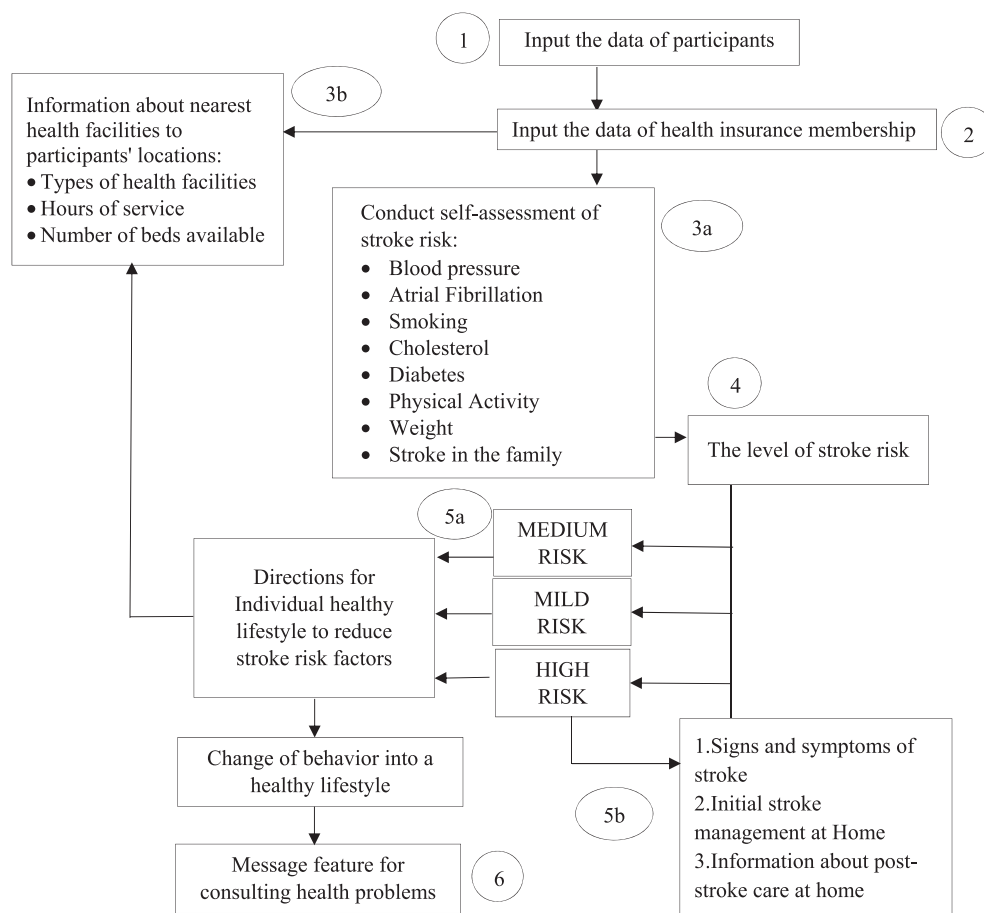 1
Input the data of participants
3b
Information about nearest
health facilities to
participants' locations:
• Types of health facilities
• Hours of service
• Number of beds available
Input the data of health insurance membership
2
Conduct self-assessment of
stroke risk:
• Blood pressure
• Atrial Fibrillation
• Smoking
• Cholesterol
• Diabetes
• Physical Activity
• Weight
• Stroke in the family
3a
4
The level of stroke risk
5a
MEDIUM
RISK
MILD
RISK
HIGH
RISK
Directions for
Individual healthy
lifestyle to reduce
stroke risk factors
Change of behavior into a
healthy lifestyle
5b
1.Signs and symptoms of
stroke
2.Initial stroke
management at Home
3.Information about post-
stroke care at home
Message feature for
consulting health problems
6